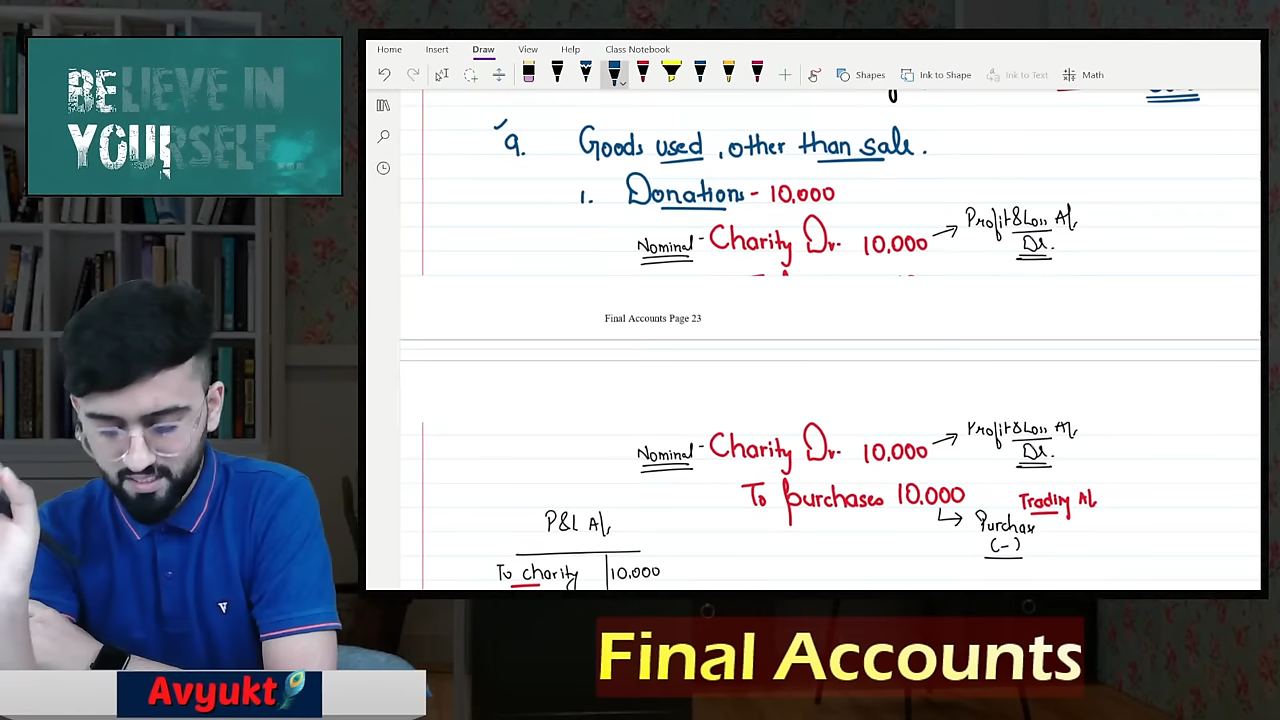 BELIEVE IN
YOURSELF...
Home Insert Draw View Help Class Notebook
Shapes Ink to Shape Ink to Text Math
9. Goods used, other than sale.
1. Donations - 10,000
Nominal - Charity Dr. 10,000 → Profit & Loss A/c
Dr.
Final Accounts Page 23
Nominal - Charity Dr. 10,000 → Profit & Loss A/c
Dr.
To purchases 10,000
Trading A/c
Purchase
(-)
P&L A/c
To charity 10,000
Final Accounts
Avyukt